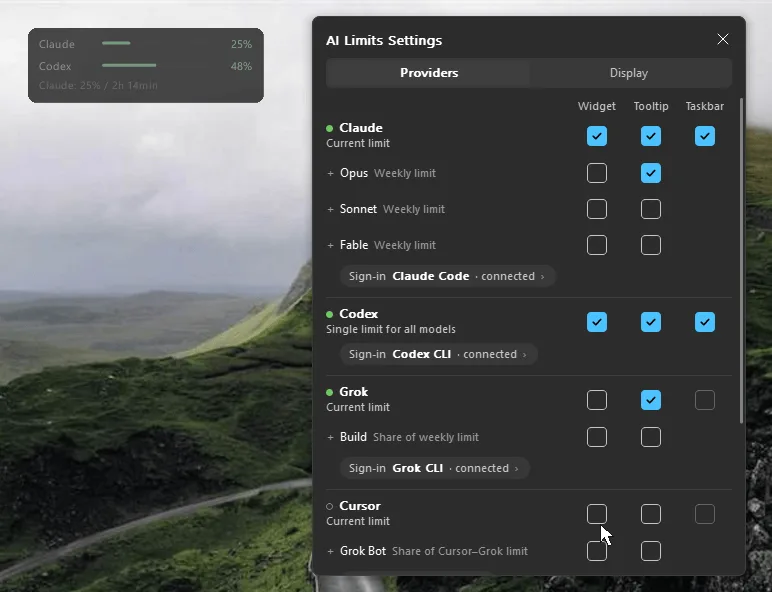 Claude 25%
Codex 48%
Claude: 25% / 2h 14min
AI Limits Settings
Providers Display
Widget Tooltip Taskbar
Claude
Current limit
+ Opus Weekly limit
+ Sonnet Weekly limit
+ Fable Weekly limit
Sign-in Claude Code · connected ›
Codex
Single limit for all models
Sign-in Codex CLI · connected ›
Grok
Current limit
+ Build Share of weekly limit
Sign-in Grok CLI · connected ›
Cursor
Current limit
+ Grok Bot Share of Cursor–Grok limit